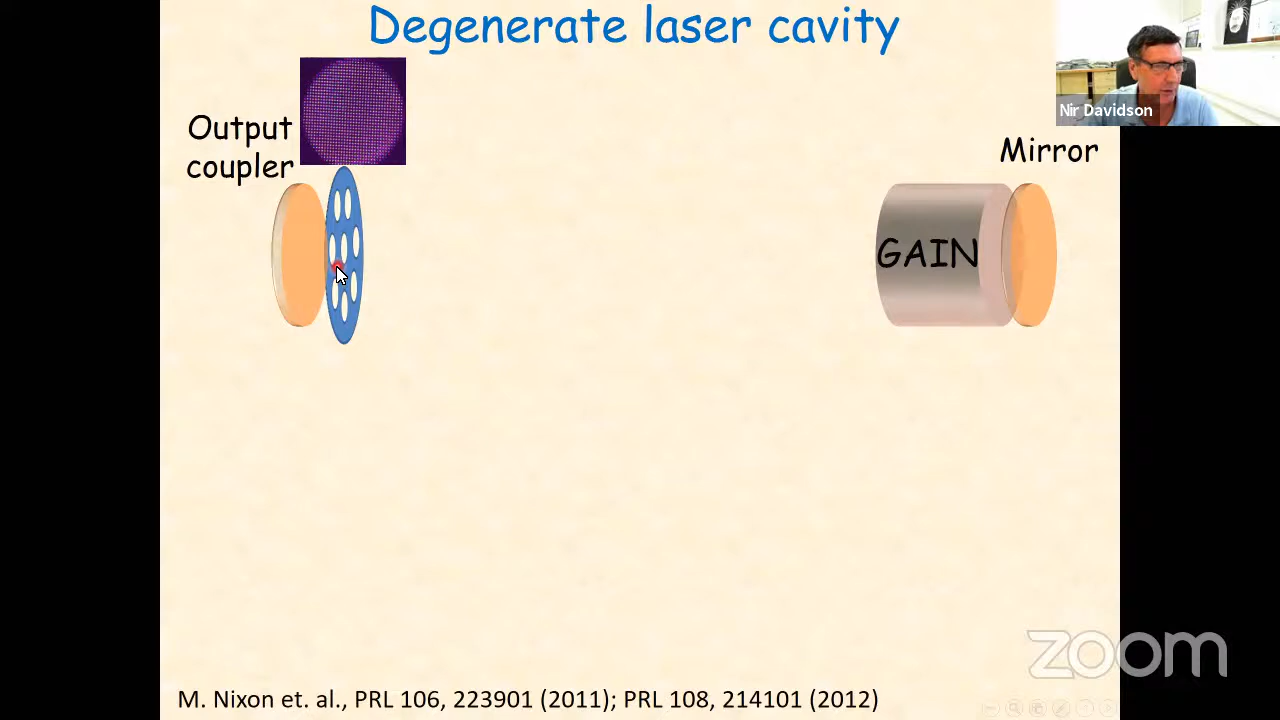 Degenerate laser cavity
Nir Davidson
Output
coupler
Mirror
GAIN
zoom
M. Nixon et. al., PRL 106, 223901 (2011); PRL 108, 214101 (2012)